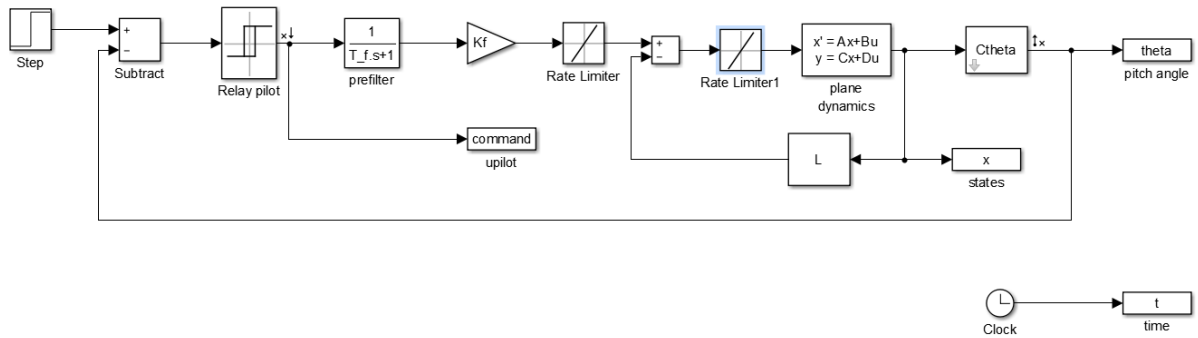 Step
+
−
Subtract
Relay pilot
×
1
T_f.s+1
prefilter
Kf
Rate Limiter
+
−
Rate Limiter1
x' = Ax+Bu
y = Cx+Du
plane
dynamics
Ctheta
×
theta
pitch angle
command
upilot
L
x
states
Clock
t
time